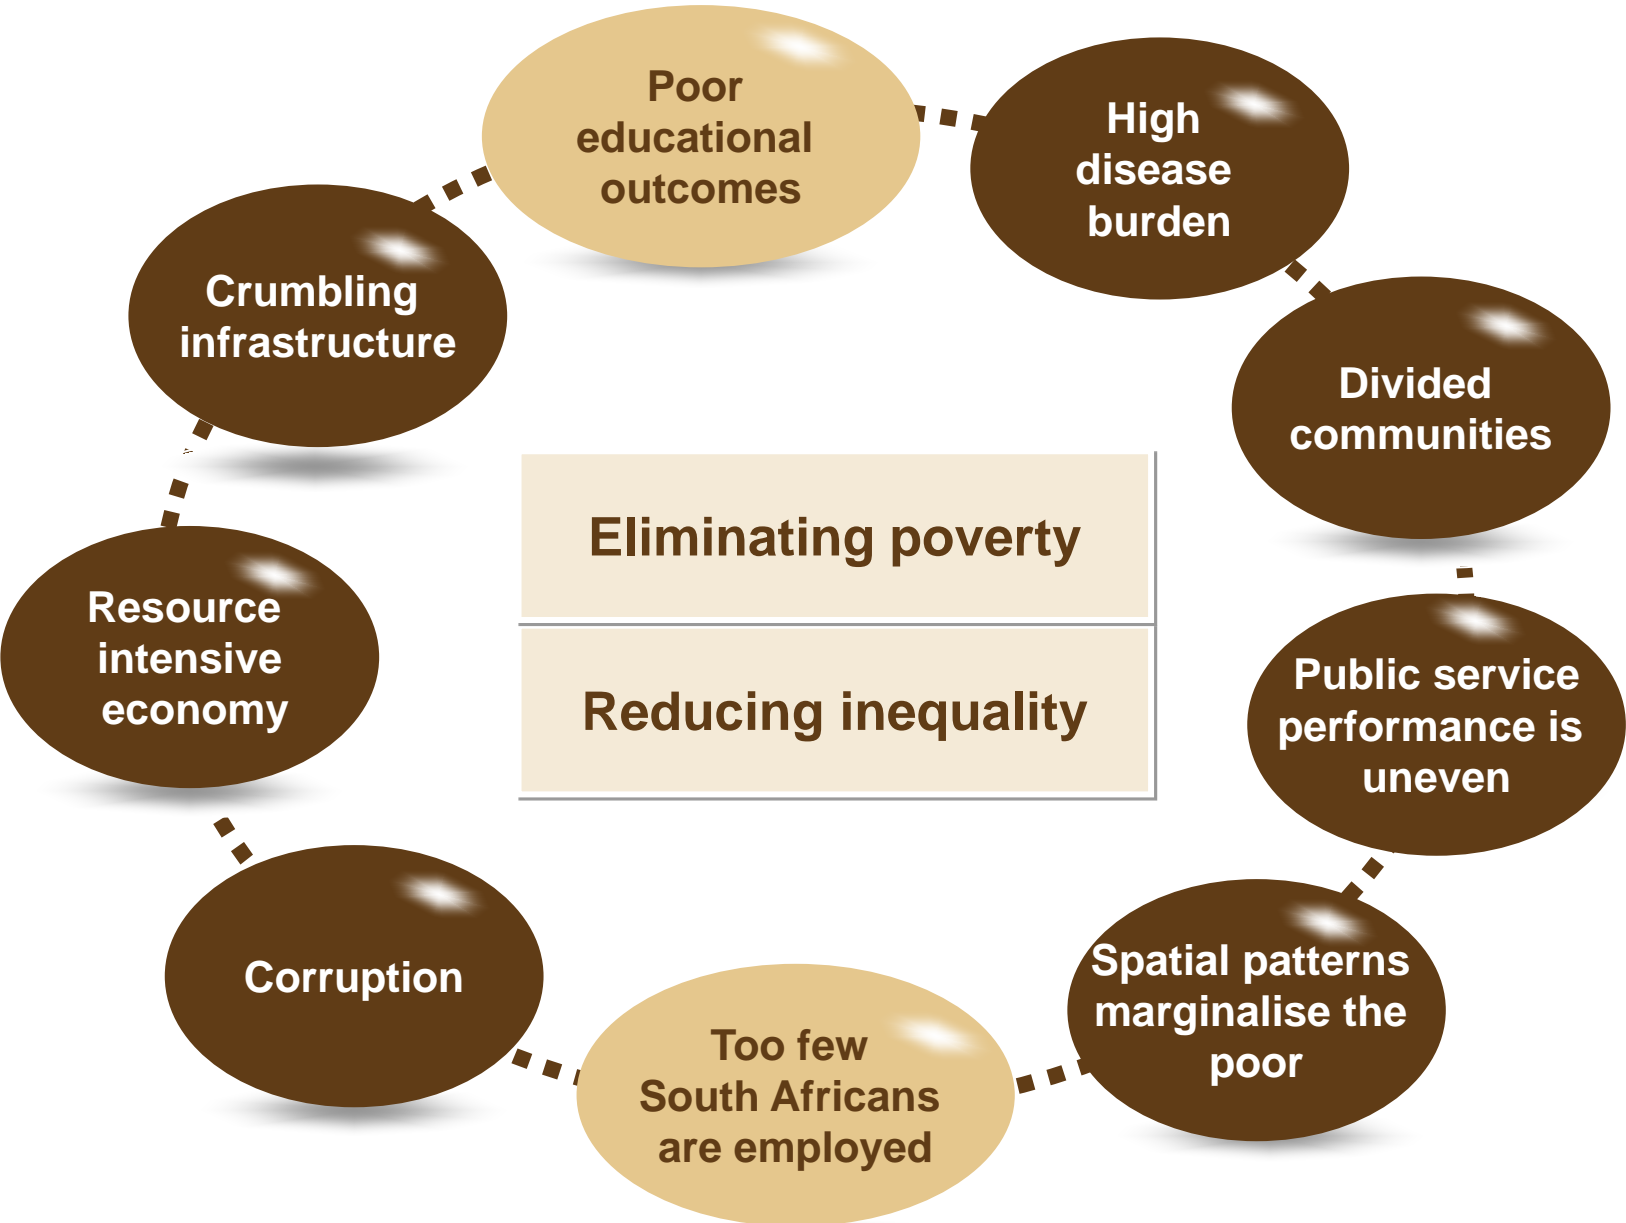 Poor
educational
outcomes
High
disease
burden
Divided
communities
Public service
performance is
uneven
Spatial patterns
marginalise the
poor
Too few
South Africans
are employed
Corruption
Resource
intensive
economy
Crumbling
infrastructure
Eliminating poverty
Reducing inequality